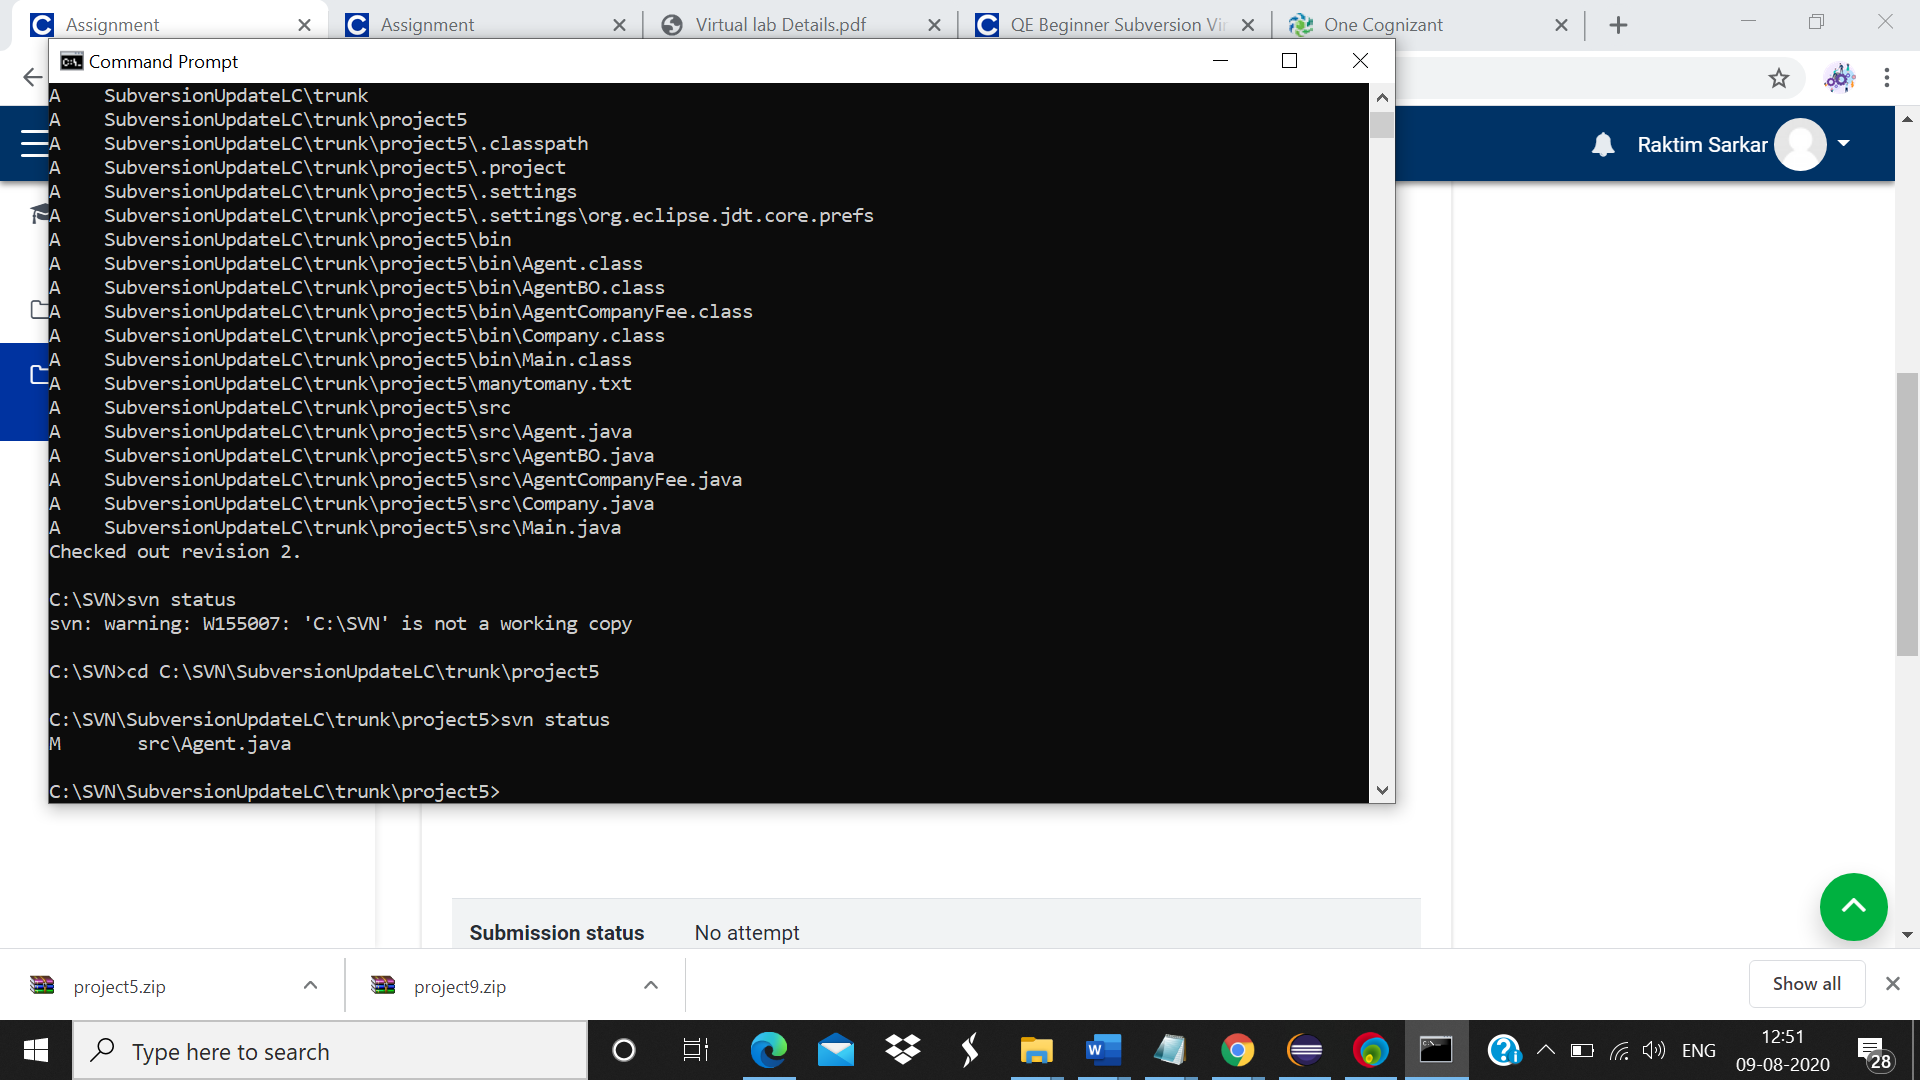 Assignment
Assignment
Virtual lab Details.pdf
QE Beginner Subversion Vir
One Cognizant
Command Prompt
Raktim Sarkar
A    SubversionUpdateLC\trunk
A    SubversionUpdateLC\trunk\project5
A    SubversionUpdateLC\trunk\project5\.classpath
A    SubversionUpdateLC\trunk\project5\.project
A    SubversionUpdateLC\trunk\project5\.settings
A    SubversionUpdateLC\trunk\project5\.settings\org.eclipse.jdt.core.prefs
A    SubversionUpdateLC\trunk\project5\bin
A    SubversionUpdateLC\trunk\project5\bin\Agent.class
A    SubversionUpdateLC\trunk\project5\bin\AgentBO.class
A    SubversionUpdateLC\trunk\project5\bin\AgentCompanyFee.class
A    SubversionUpdateLC\trunk\project5\bin\Company.class
A    SubversionUpdateLC\trunk\project5\bin\Main.class
A    SubversionUpdateLC\trunk\project5\manytomany.txt
A    SubversionUpdateLC\trunk\project5\src
A    SubversionUpdateLC\trunk\project5\src\Agent.java
A    SubversionUpdateLC\trunk\project5\src\AgentBO.java
A    SubversionUpdateLC\trunk\project5\src\AgentCompanyFee.java
A    SubversionUpdateLC\trunk\project5\src\Company.java
A    SubversionUpdateLC\trunk\project5\src\Main.java
Checked out revision 2.
C:\SVN>svn status
svn: warning: W155007: 'C:\SVN' is not a working copy
C:\SVN>cd C:\SVN\SubversionUpdateLC\trunk\project5
C:\SVN\SubversionUpdateLC\trunk\project5>svn status
M       src\Agent.java
C:\SVN\SubversionUpdateLC\trunk\project5>
Submission status    No attempt
project5.zip
project9.zip
Show all
Type here to search
ENG
12:51
09-08-2020
28